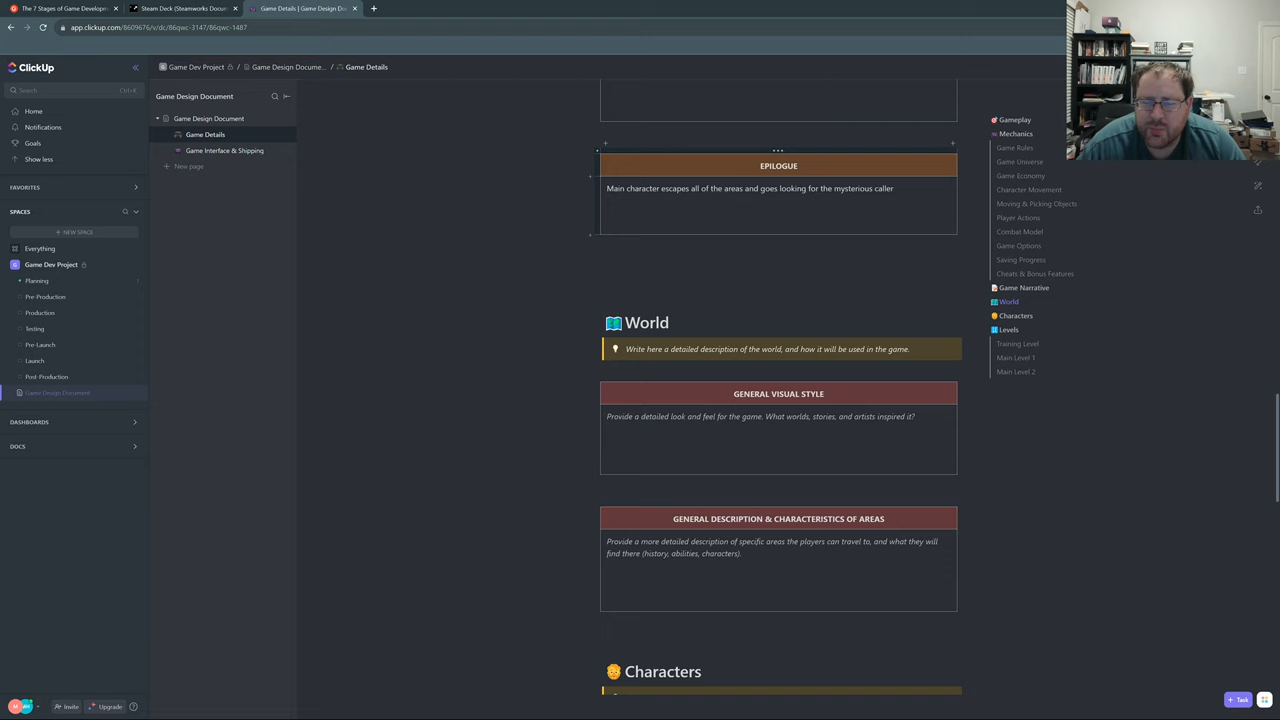 The 7 Stages of Game Developm
Steam Deck (Steamworks Docum
Game Details | Game Design Do
app.clickup.com/8609676/v/dc/86qwc-3147/86qwc-1487
ClickUp
Game Dev Project / Game Design Docume... / Game Details
Search Ctrl+K
Home
Notifications
Goals
Show less
FAVORITES
SPACES
+ NEW SPACE
Everything
G Game Dev Project
Planning
Pre-Production
Production
Testing
Pre-Launch
Launch
Post-Production
Game Design Document
DASHBOARDS
DOCS
Invite
Upgrade
Game Design Document
Game Design Document
Game Details
Game Interface & Shipping
+ New page
EPILOGUE
Main character escapes all of the areas and goes looking for the mysterious caller
World
Write here a detailed description of the world, and how it will be used in the game.
GENERAL VISUAL STYLE
Provide a detailed look and feel for the game. What worlds, stories, and artists inspired it?
GENERAL DESCRIPTION & CHARACTERISTICS OF AREAS
Provide a more detailed description of specific areas the players can travel to, and what they will
find there (history, abilities, characters).
Characters
Gameplay
Mechanics
Game Rules
Game Universe
Game Economy
Character Movement
Moving & Picking Objects
Player Actions
Combat Model
Game Options
Saving Progress
Cheats & Bonus Features
Game Narrative
World
Characters
Levels
Training Level
Main Level 1
Main Level 2
+ Task